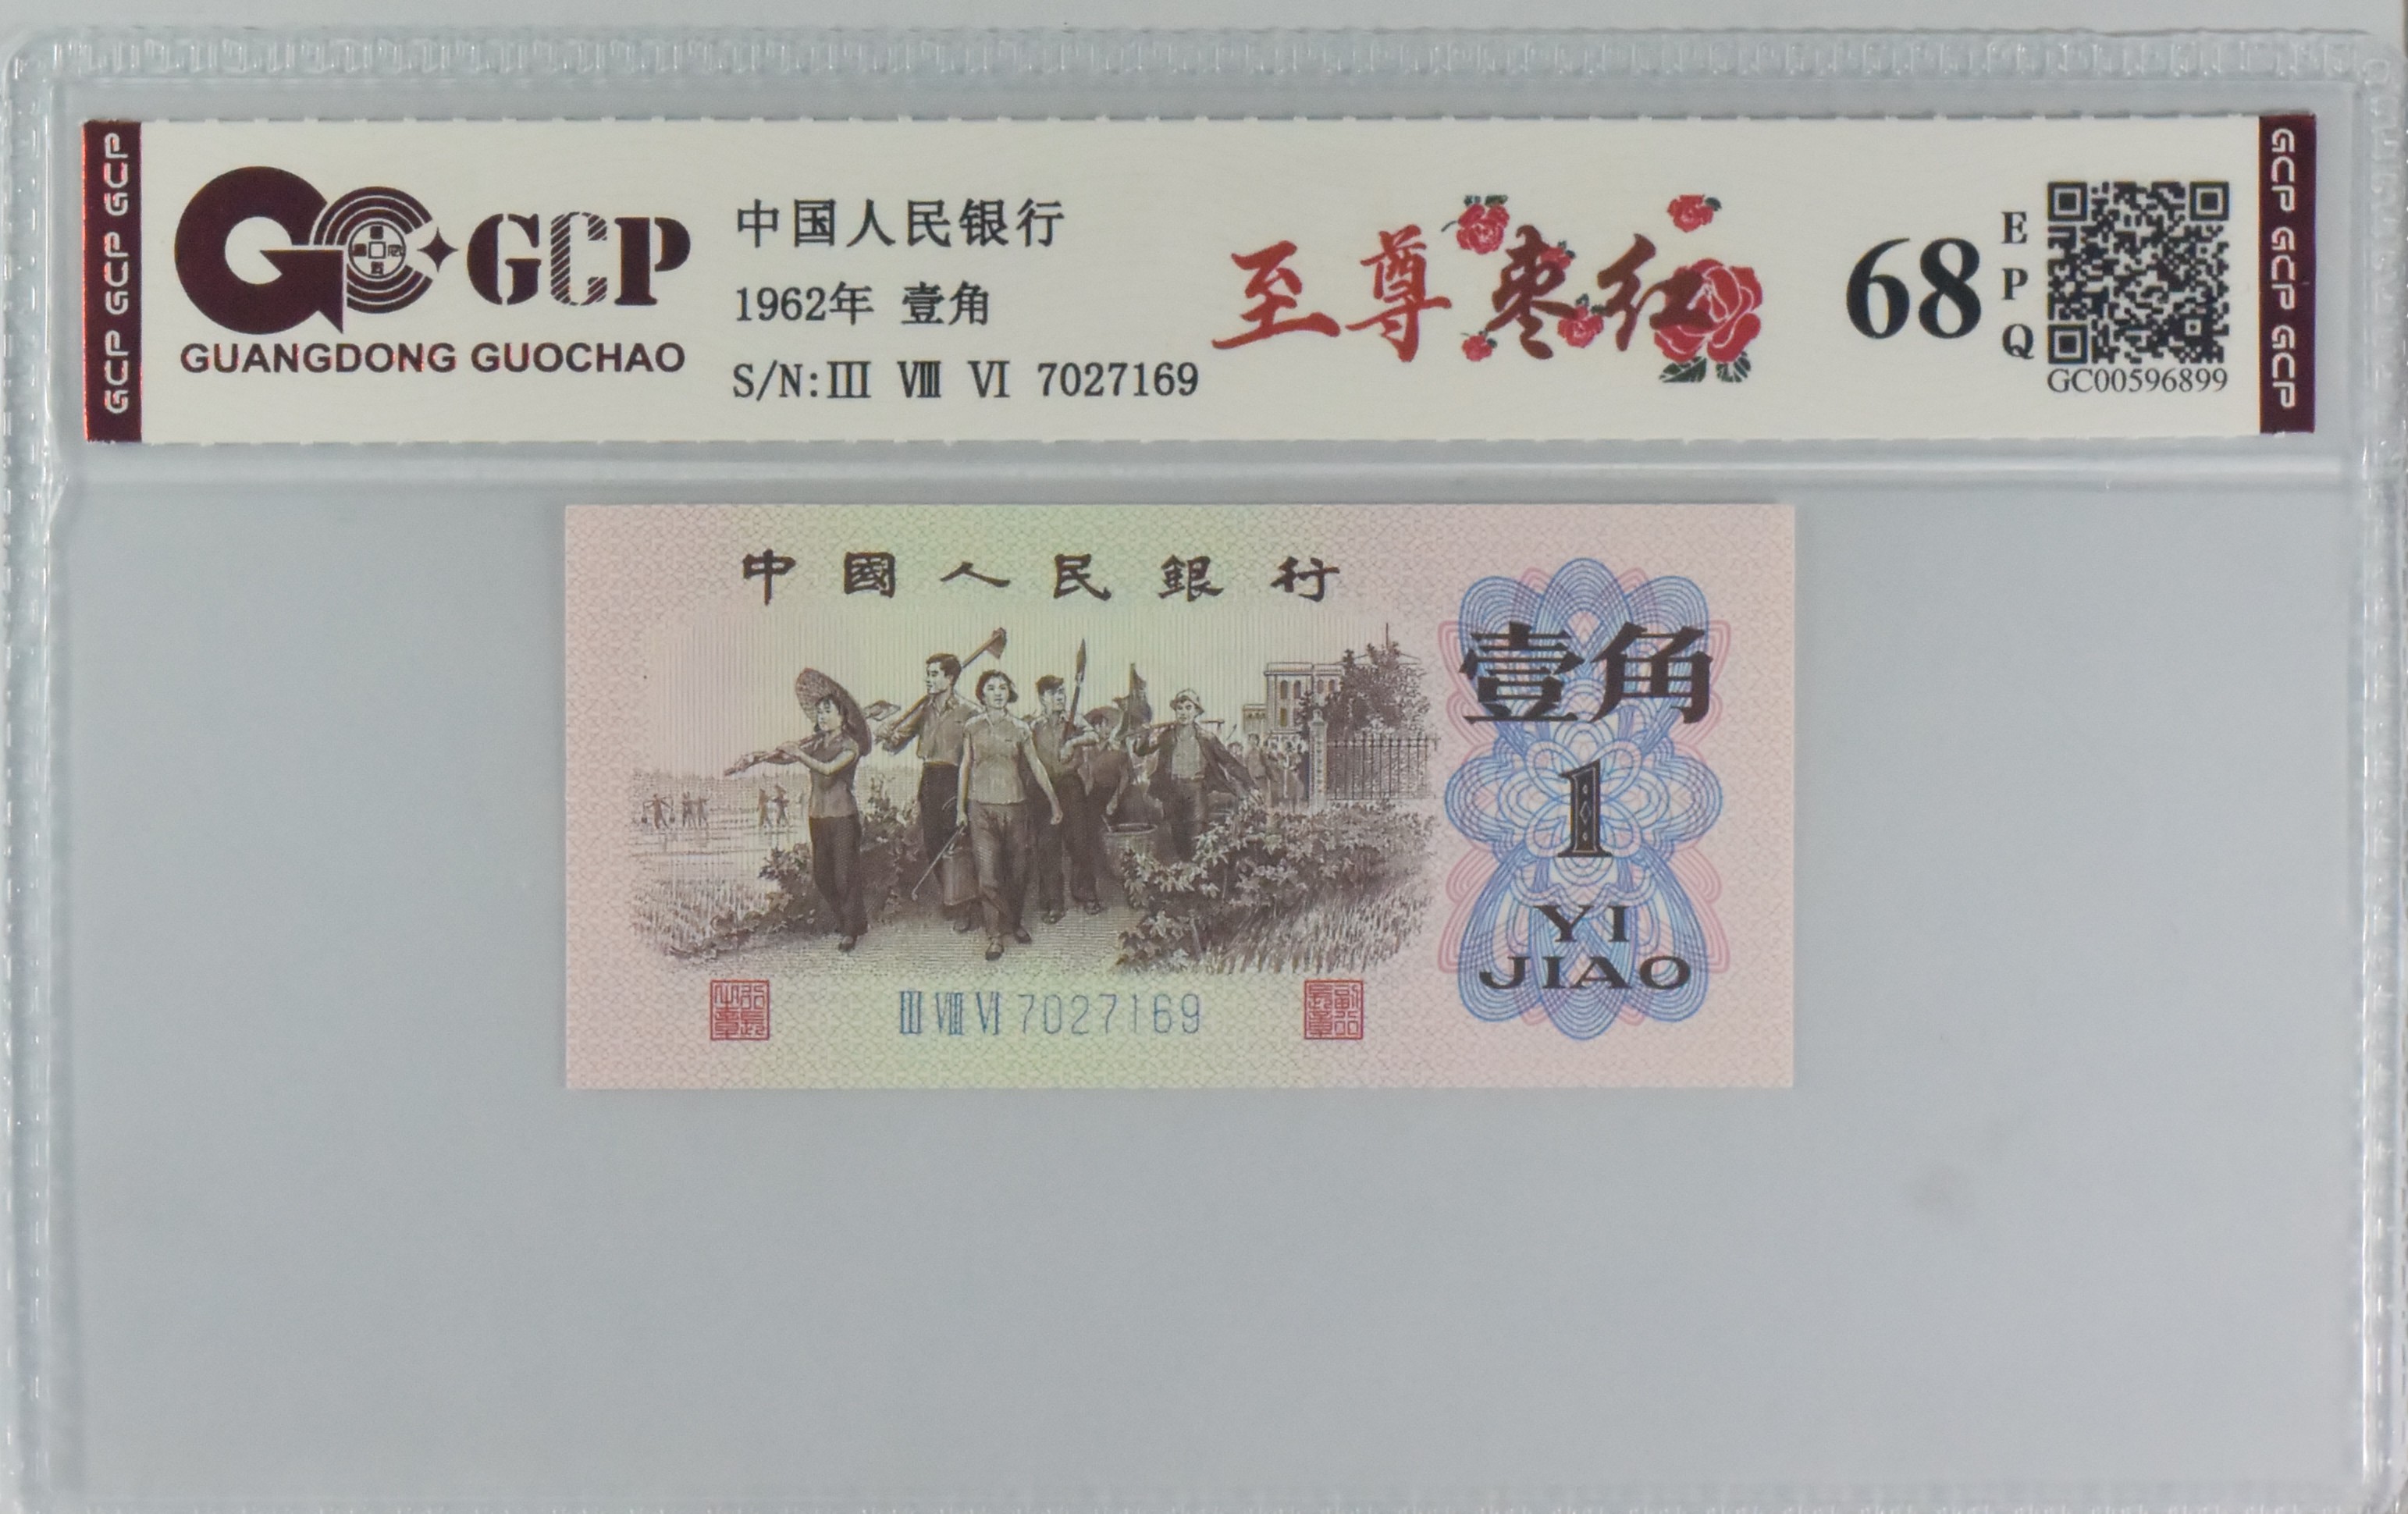 GCP GCP GCP
GCP
GUANGDONG GUOCHAO
中国人民银行
1962年 壹角
S/N:III VIII VI 7027169
至尊枣红
68
EPQ
GC00596899
GCP GCP GCP
中國人民銀行
壹角
1
YI
JIAO
III VIII VI 7027169